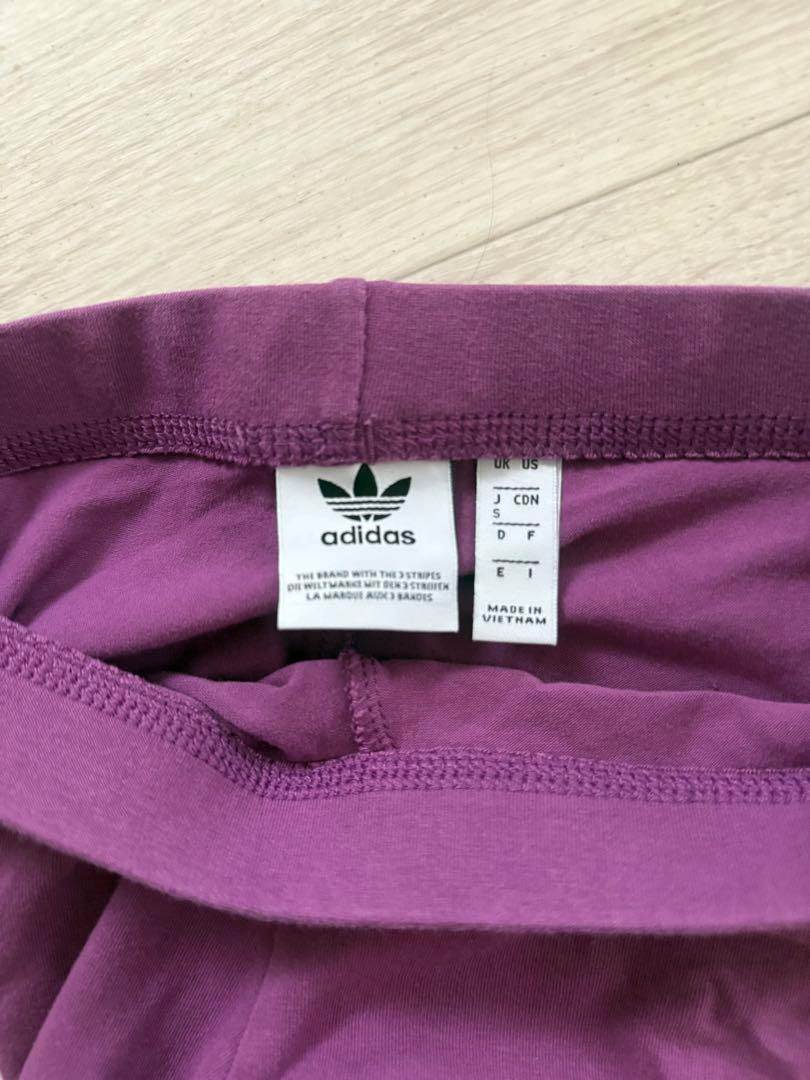 adidas
THE BRAND WITH THE 3 STRIPES
DIE WELTMARKE MIT DEN 3 STREIFEN
LA MARQUE AUX 3 BANDES
UK US
J CDN
S
D F
E I
MADE IN
VIETNAM